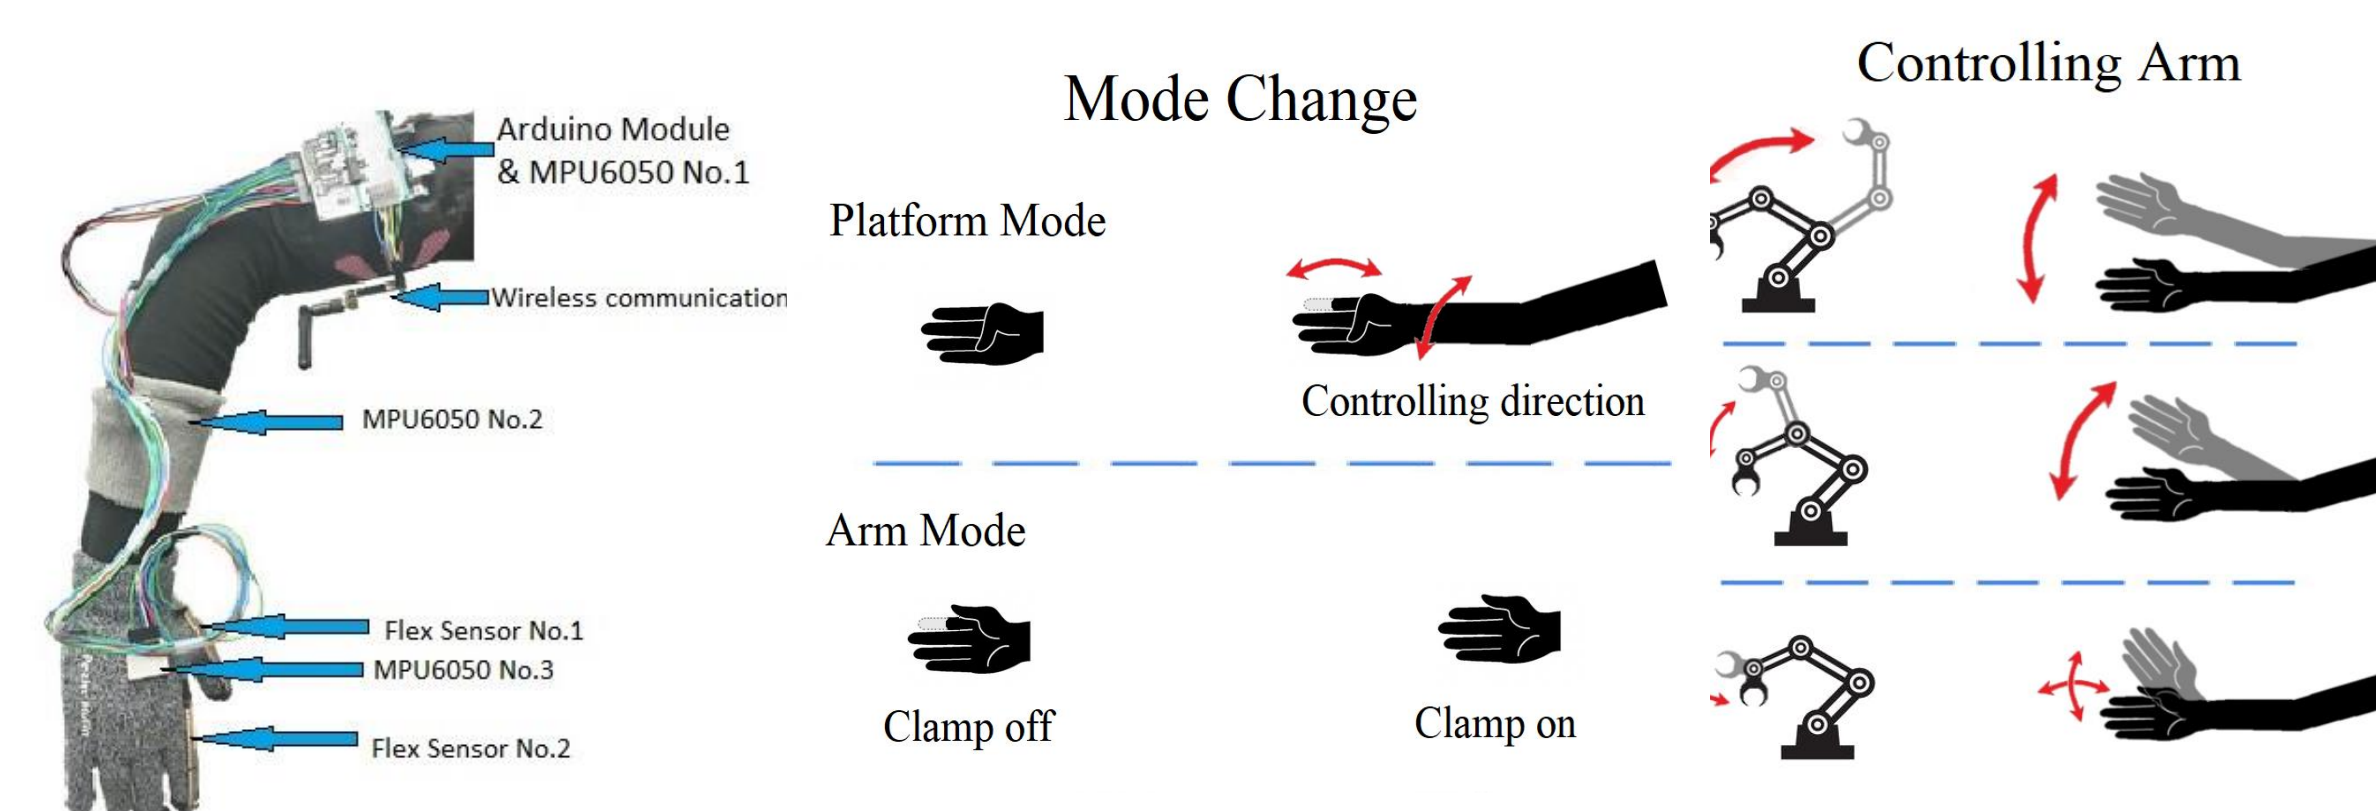 Arduino Module
& MPU6050 No.1
Wireless communication
MPU6050 No.2
Flex Sensor No.1
MPU6050 No.3
Flex Sensor No.2
Mode Change
Platform Mode
Controlling direction
Arm Mode
Clamp off
Clamp on
Controlling Arm